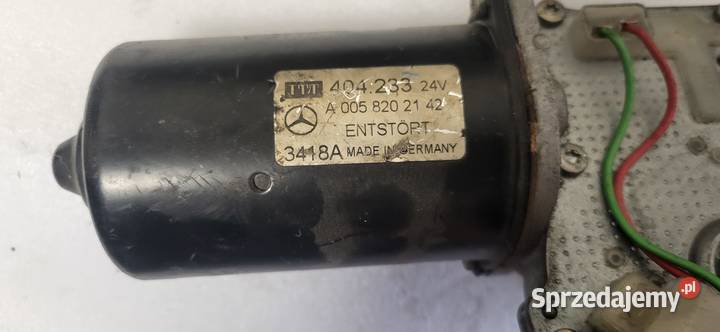 ITT 404.233 24V
A 005 820 21 42
ENTSTÖRT
3418A MADE IN GERMANY
Sprzedajemy.pl